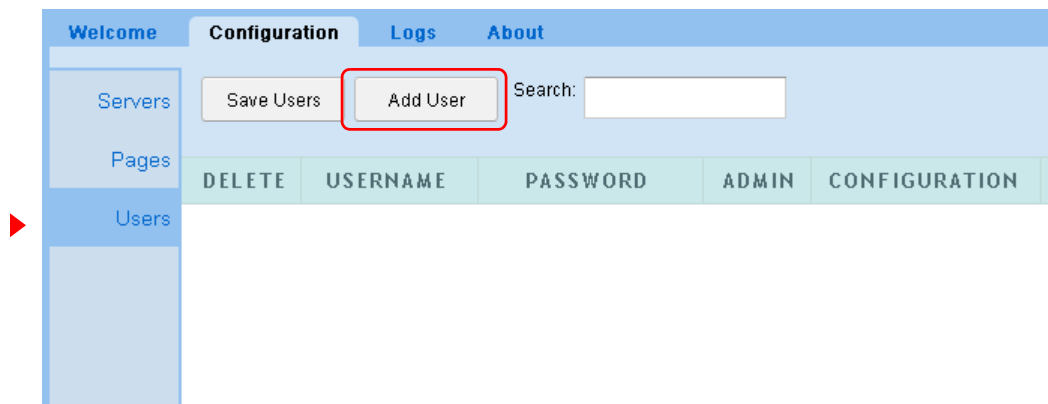 Welcome Configuration Logs About
Servers
Pages
Users
Save Users Add User Search:
DELETE USERNAME PASSWORD ADMIN CONFIGURATION